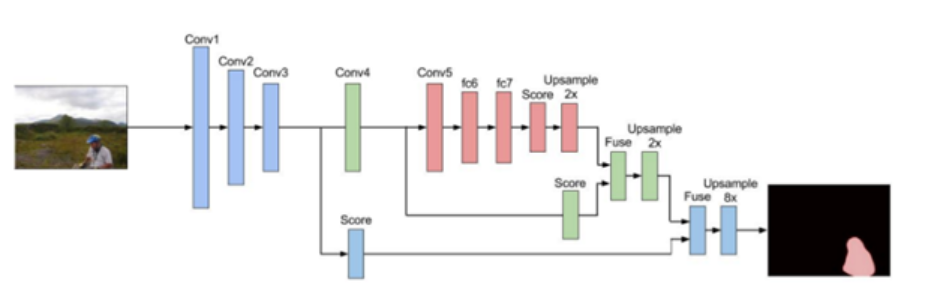 Conv1
Conv2
Conv3
Conv4
Conv5
fc6
fc7
Score
Upsample
2x
Fuse
Upsample
2x
Score
Fuse
Upsample
8x
Score